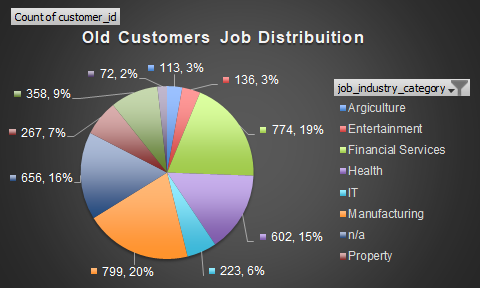 Count of customer_id
Old Customers Job Distribuition
72, 2%
113, 3%
136, 3%
358, 9%
774, 19%
267, 7%
656, 16%
602, 15%
799, 20%
223, 6%
job_industry_category
Argiculture
Entertainment
Financial Services
Health
IT
Manufacturing
n/a
Property